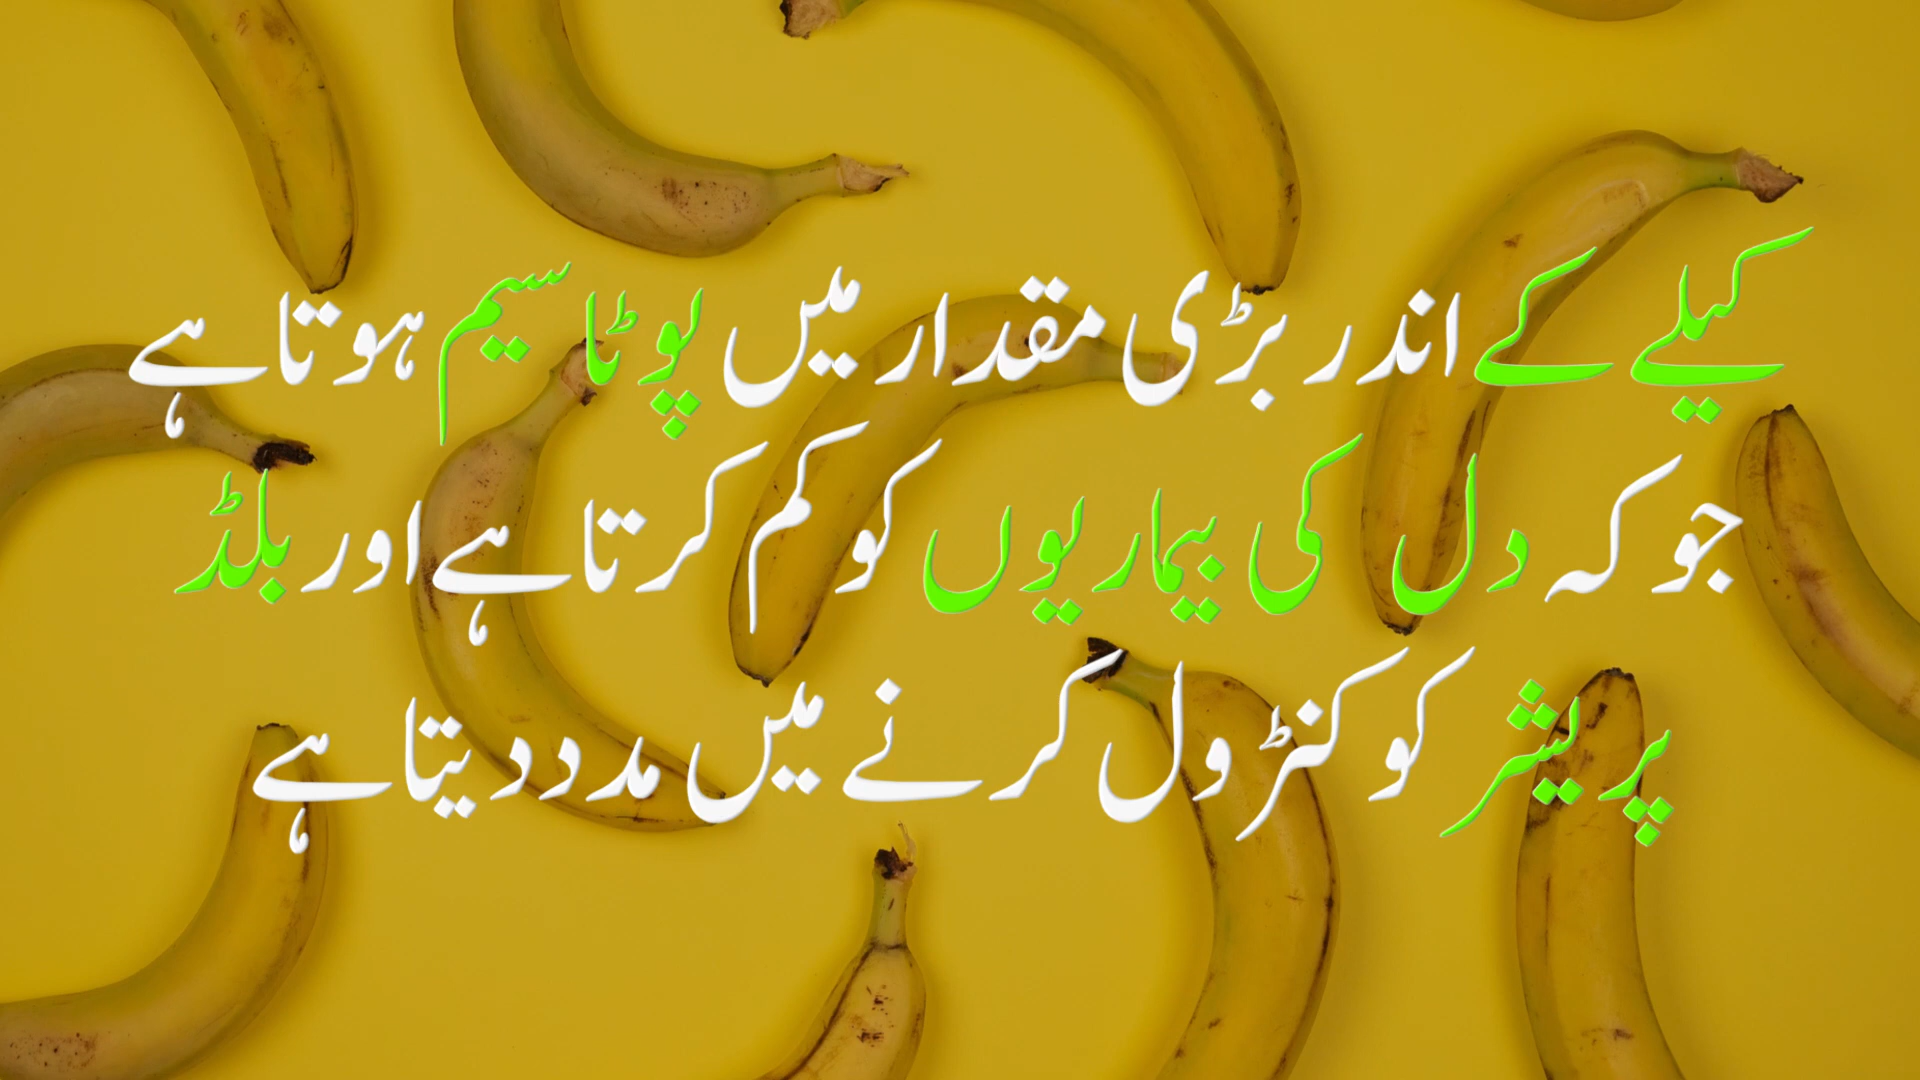 کیلے کے اندر بڑی مقدار میں پوٹاسیم ہوتا ہے
جو کہ دل کی بیماریوں کو کم کرتا ہے اور بلڈ
پریشر کو کنٹرول کرنے میں مدد دیتا ہے